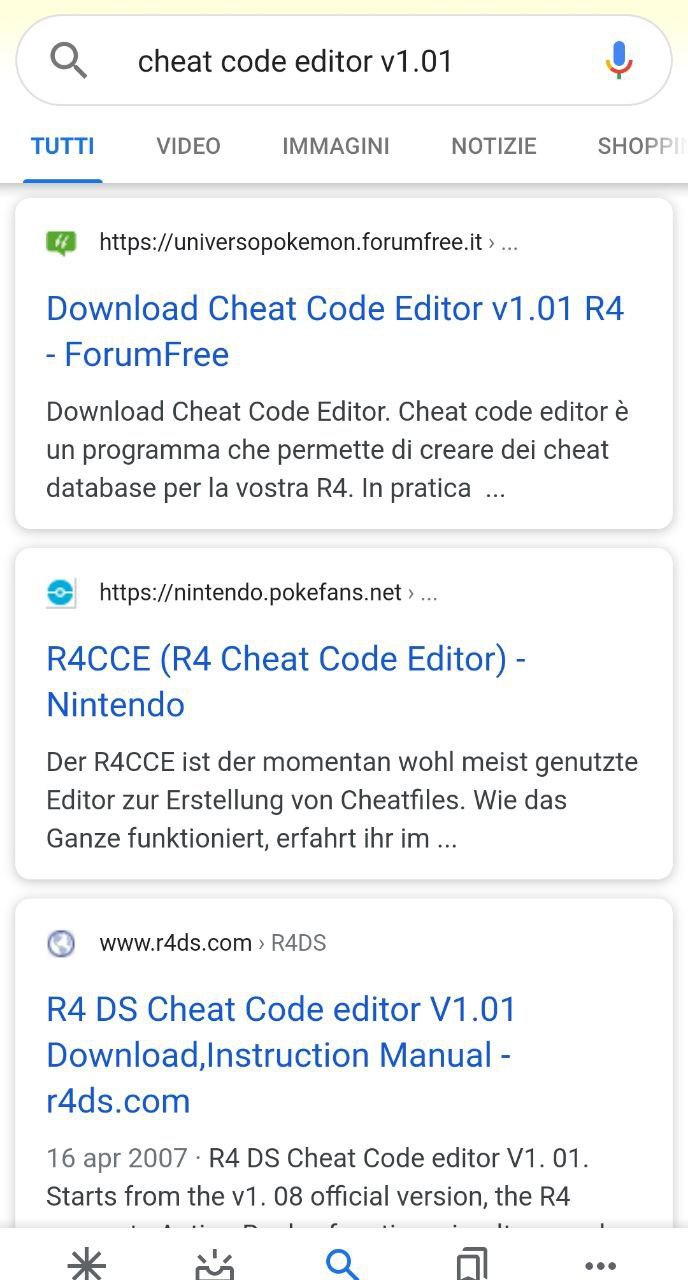 cheat code editor v1.01
TUTTI VIDEO IMMAGINI NOTIZIE
https://universopokemon.forumfree.it › ...
Download Cheat Code Editor v1.01 R4
- ForumFree
Download Cheat Code Editor. Cheat code editor è
un programma che permette di creare dei cheat
database per la vostra R4. In pratica ...
https://nintendo.pokefans.net › ...
R4CCE (R4 Cheat Code Editor) -
Nintendo
Der R4CCE ist der momentan wohl meist genutzte
Editor zur Erstellung von Cheatfiles. Wie das
Ganze funktioniert, erfahrt ihr im ...
www.r4ds.com › R4DS
R4 DS Cheat Code editor V1.01
Download,Instruction Manual -
r4ds.com
16 apr 2007 · R4 DS Cheat Code editor V1. 01.
Starts from the v1. 08 official version, the R4